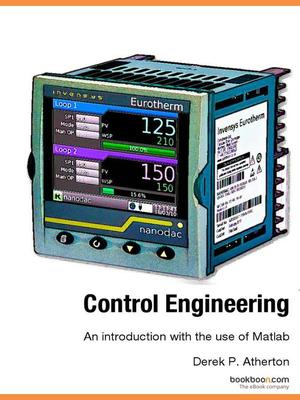 invensys
Eurotherm
Loop 1
SP1
Mode
Man OP
PV
WSP
125
210
100.0%
Loop 2
SP1
Mode
Man OP
PV
WSP
150
150
15.6%
nanodac
nanodac
Invensys Eurotherm
Control Engineering
An introduction with the use of Matlab
Derek P. Atherton
bookboon.com
The eBook company